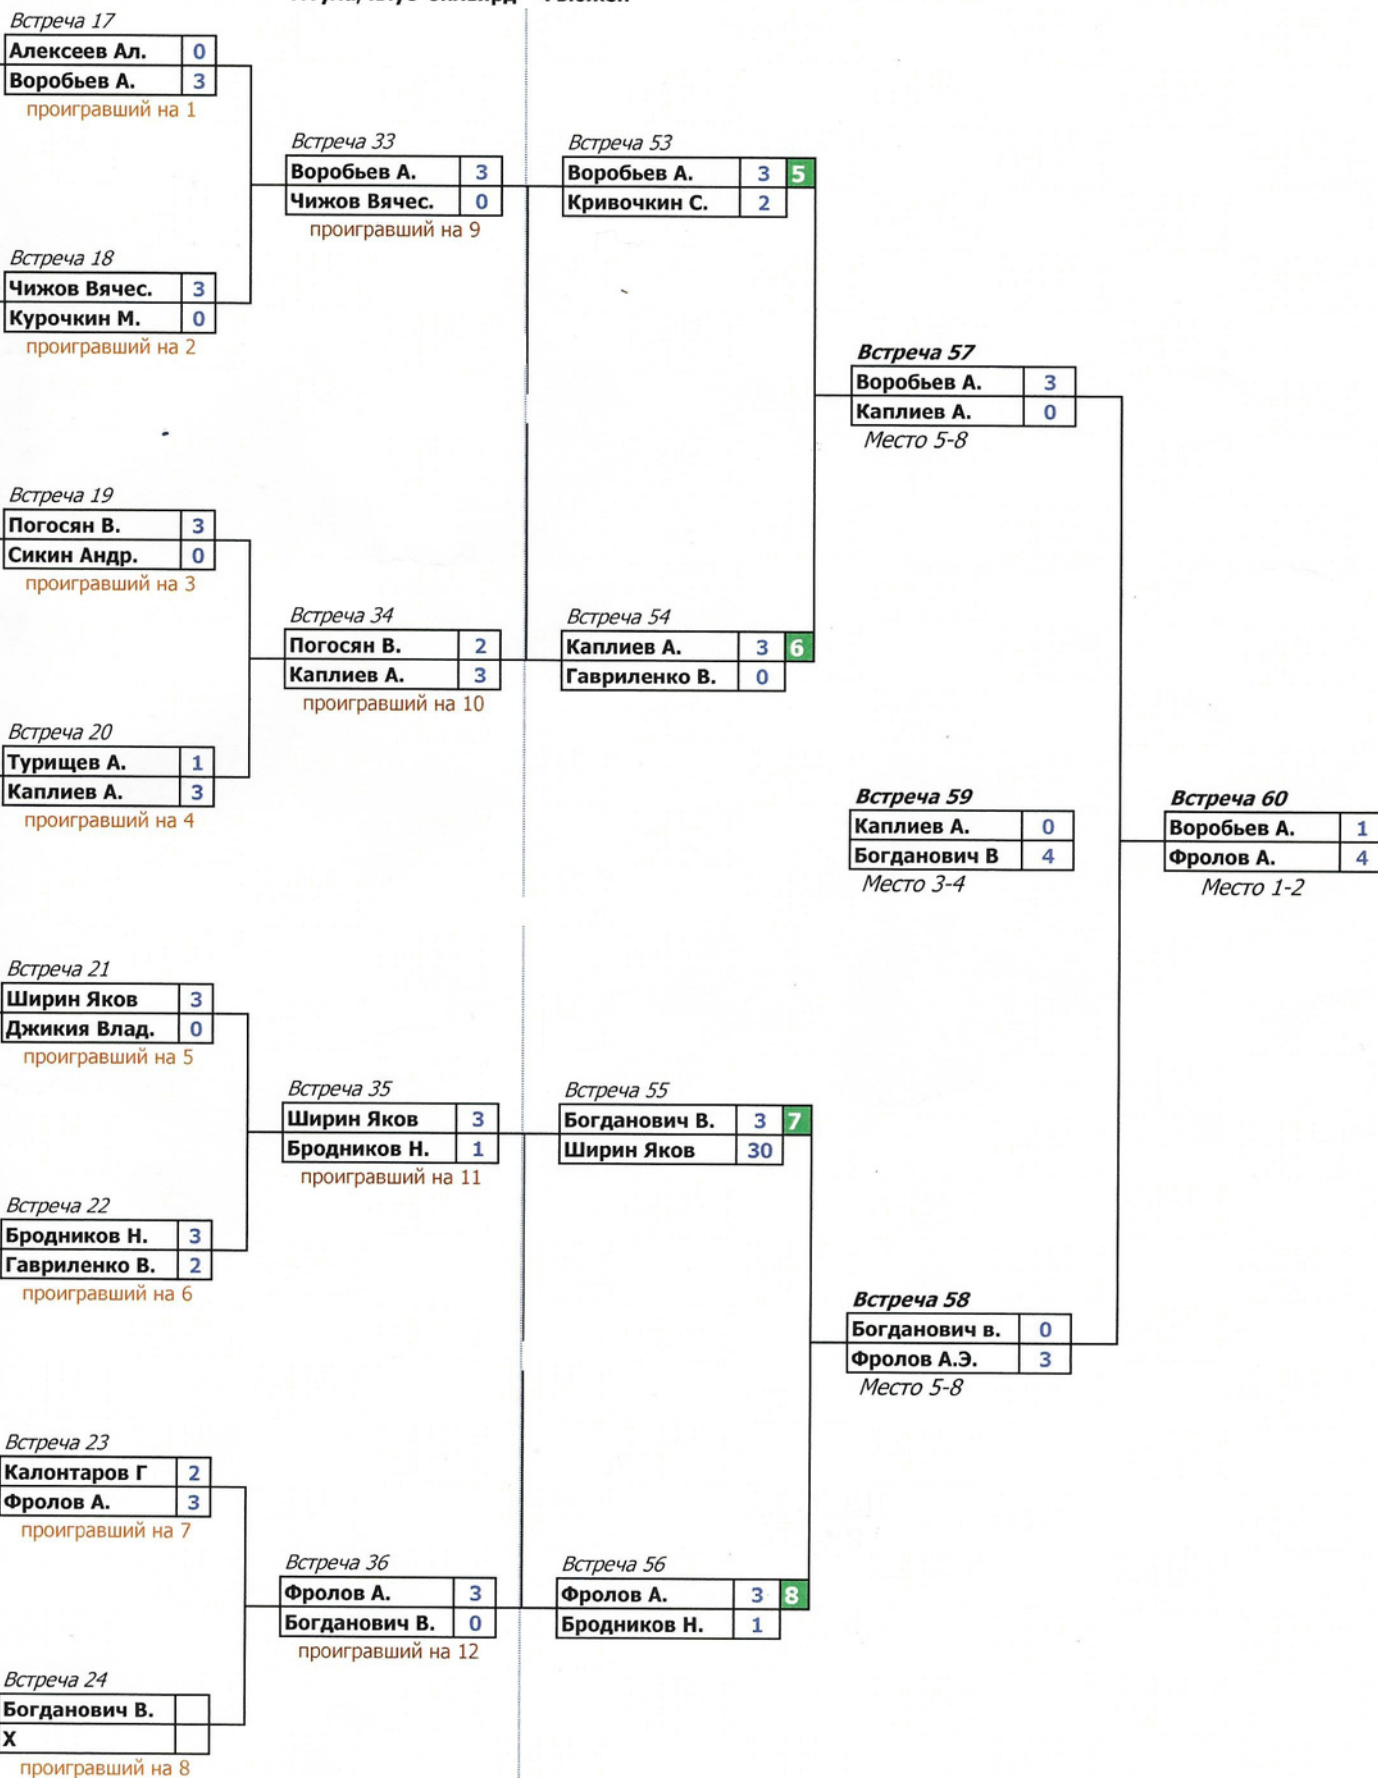 Встреча 17
Алексеев Ал. 0
Воробьев А. 3
проигравший на 1
Встреча 18
Чижов Вячес. 3
Курочкин М. 0
проигравший на 2
Встреча 19
Погосян В. 3
Сикин Андр. 0
проигравший на 3
Встреча 20
Турищев А. 1
Каплиев А. 3
проигравший на 4
Встреча 21
Ширин Яков 3
Джикия Влад. 0
проигравший на 5
Встреча 22
Бродников Н. 3
Гавриленко В. 2
проигравший на 6
Встреча 23
Калонтаров Г 2
Фролов А. 3
проигравший на 7
Встреча 24
Богданович В.
X
проигравший на 8
Встреча 33
Воробьев А. 3
Чижов Вячес. 0
проигравший на 9
Встреча 34
Погосян В. 2
Каплиев А. 3
проигравший на 10
Встреча 35
Ширин Яков 3
Бродников Н. 1
проигравший на 11
Встреча 36
Фролов А. 3
Богданович В. 0
проигравший на 12
Встреча 53
Воробьев А. 3 5
Кривочкин С. 2
Встреча 54
Каплиев А. 3 6
Гавриленко В. 0
Встреча 55
Богданович В. 3 7
Ширин Яков 30
Встреча 56
Фролов А. 3 8
Бродников Н. 1
Встреча 57
Воробьев А. 3
Каплиев А. 0
Место 5-8
Встреча 59
Каплиев А. 0
Богданович В 4
Место 3-4
Встреча 58
Богданович в. 0
Фролов А.Э. 3
Место 5-8
Встреча 60
Воробьев А. 1
Фролов А. 4
Место 1-2